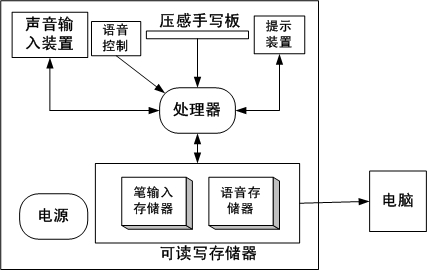 声音输
入装置
语音
控制
压感手写板
提示
装置
处理器
笔输入
存储器
语音存
储器
电源
可读写存储器
电脑